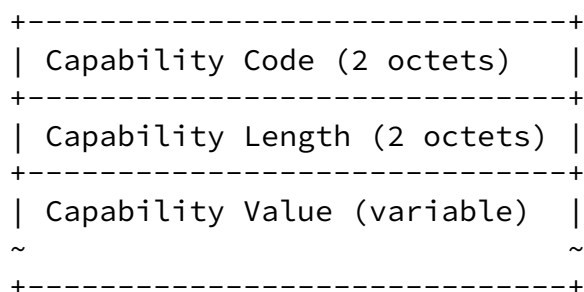 +------------------------------+
| Capability Code (2 octets)   |
+------------------------------+
| Capability Length (2 octets) |
+------------------------------+
| Capability Value (variable)  |
~                              ~
+------------------------------+